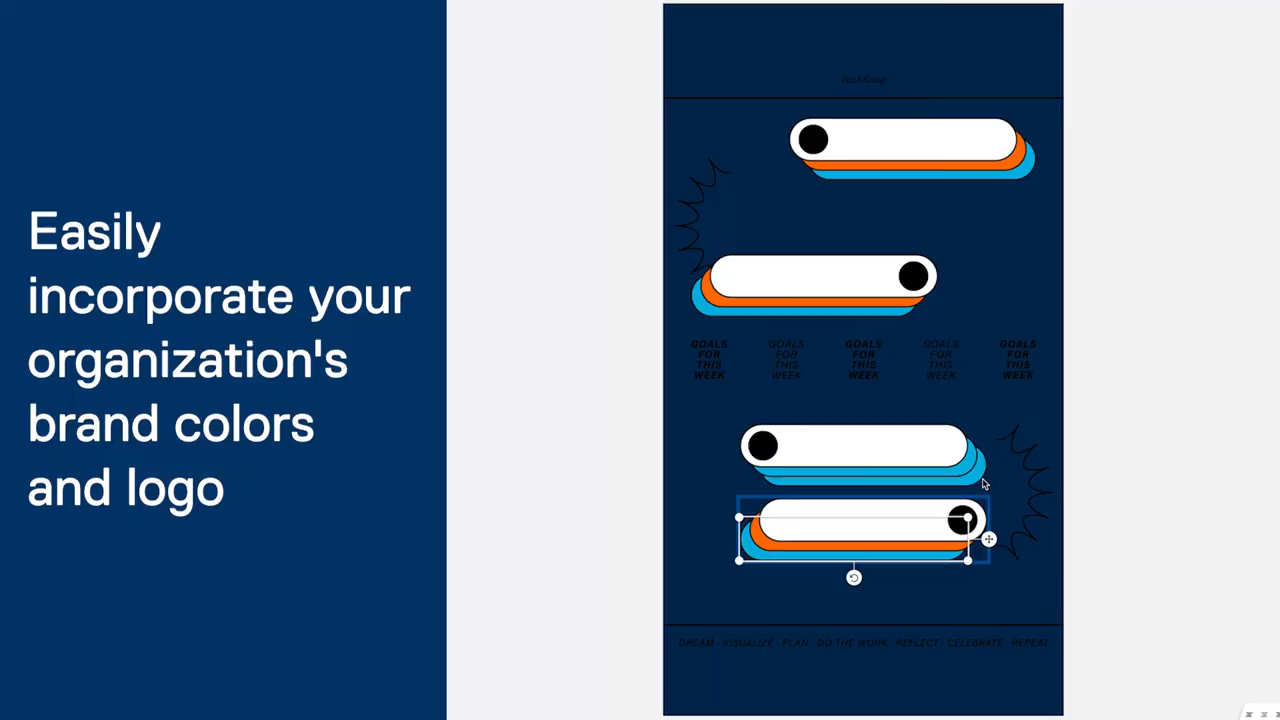 Easily
incorporate your
organization's
brand colors
and logo
TechSoup
GOALS FOR THIS WEEK
GOALS FOR THIS WEEK
GOALS FOR THIS WEEK
GOALS FOR THIS WEEK
GOALS FOR THIS WEEK
DREAM · VISUALIZE · PLAN · DO THE WORK · REFLECT · CELEBRATE · REPEAT